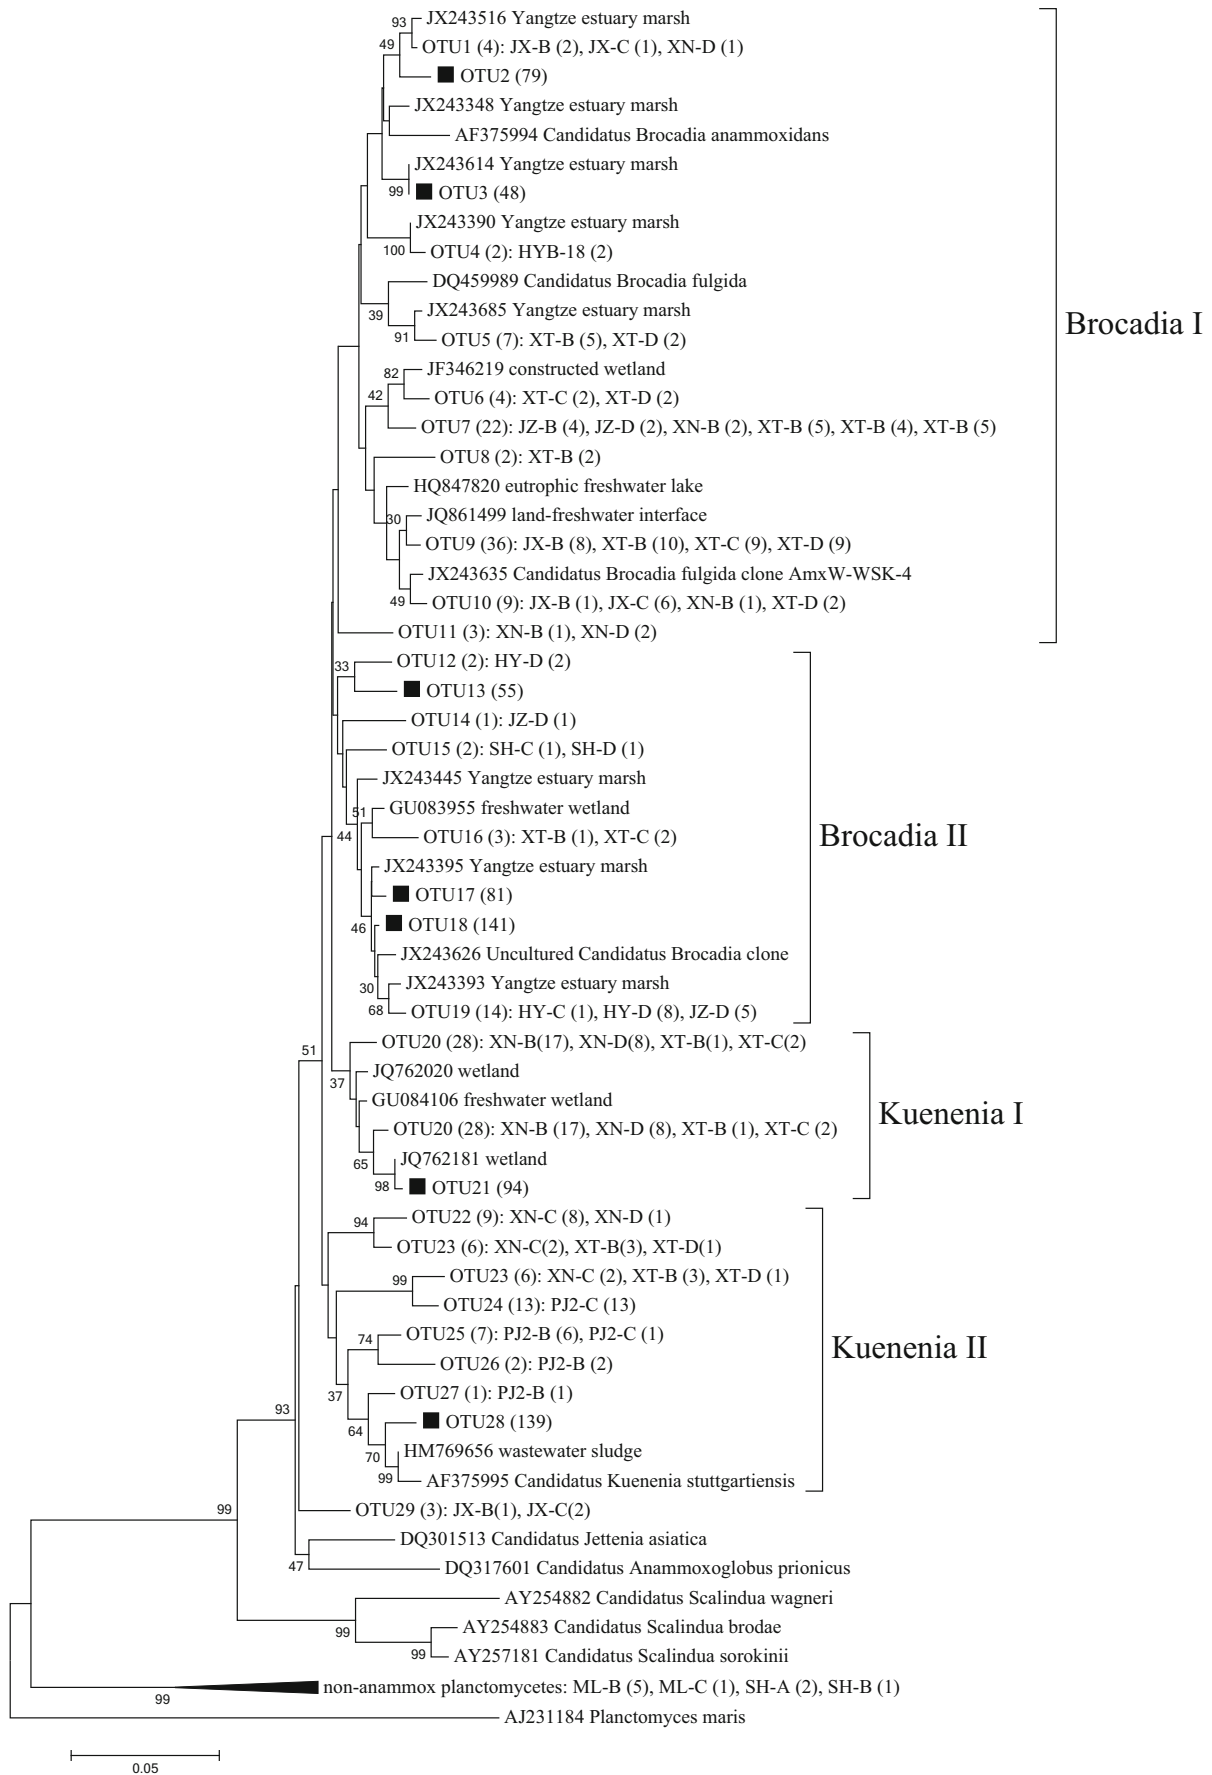 93
JX243516 Yangtze estuary marsh
49
OTU1 (4): JX-B (2), JX-C (1), XN-D (1)
OTU2 (79)
JX243348 Yangtze estuary marsh
AF375994 Candidatus Brocadia anammoxidans
JX243614 Yangtze estuary marsh
99
OTU3 (48)
JX243390 Yangtze estuary marsh
100
OTU4 (2): HYB-18 (2)
DQ459989 Candidatus Brocadia fulgida
39
JX243685 Yangtze estuary marsh
Brocadia I
91
OTU5 (7): XT-B (5), XT-D (2)
82
JF346219 constructed wetland
42
OTU6 (4): XT-C (2), XT-D (2)
OTU7 (22): JZ-B (4), JZ-D (2), XN-B (2), XT-B (5), XT-B (4), XT-B (5)
OTU8 (2): XT-B (2)
HQ847820 eutrophic freshwater lake
30
JQ861499 land-freshwater interface
OTU9 (36): JX-B (8), XT-B (10), XT-C (9), XT-D (9)
JX243635 Candidatus Brocadia fulgida clone AmxW-WSK-4
49
OTU10 (9): JX-B (1), JX-C (6), XN-B (1), XT-D (2)
OTU11 (3): XN-B (1), XN-D (2)
33
OTU12 (2): HY-D (2)
OTU13 (55)
OTU14 (1): JZ-D (1)
OTU15 (2): SH-C (1), SH-D (1)
JX243445 Yangtze estuary marsh
51
GU083955 freshwater wetland
44
OTU16 (3): XT-B (1), XT-C (2)
Brocadia II
JX243395 Yangtze estuary marsh
OTU17 (81)
46
OTU18 (141)
JX243626 Uncultured Candidatus Brocadia clone
30
JX243393 Yangtze estuary marsh
68
OTU19 (14): HY-C (1), HY-D (8), JZ-D (5)
51
OTU20 (28): XN-B(17), XN-D(8), XT-B(1), XT-C(2)
37
JQ762020 wetland
GU084106 freshwater wetland
Kuenenia I
OTU20 (28): XN-B (17), XN-D (8), XT-B (1), XT-C (2)
65
JQ762181 wetland
98
OTU21 (94)
94
OTU22 (9): XN-C (8), XN-D (1)
OTU23 (6): XN-C(2), XT-B(3), XT-D(1)
99
OTU23 (6): XN-C (2), XT-B (3), XT-D (1)
OTU24 (13): PJ2-C (13)
74
OTU25 (7): PJ2-B (6), PJ2-C (1)
Kuenenia II
OTU26 (2): PJ2-B (2)
37
OTU27 (1): PJ2-B (1)
93
64
OTU28 (139)
70
HM769656 wastewater sludge
99
AF375995 Candidatus Kuenenia stuttgartiensis
99
OTU29 (3): JX-B(1), JX-C(2)
DQ301513 Candidatus Jettenia asiatica
47
DQ317601 Candidatus Anammoxoglobus prionicus
AY254882 Candidatus Scalindua wagneri
99
AY254883 Candidatus Scalindua brodae
99
AY257181 Candidatus Scalindua sorokinii
99
non-anammox planctomycetes: ML-B (5), ML-C (1), SH-A (2), SH-B (1)
AJ231184 Planctomyces maris
0.05